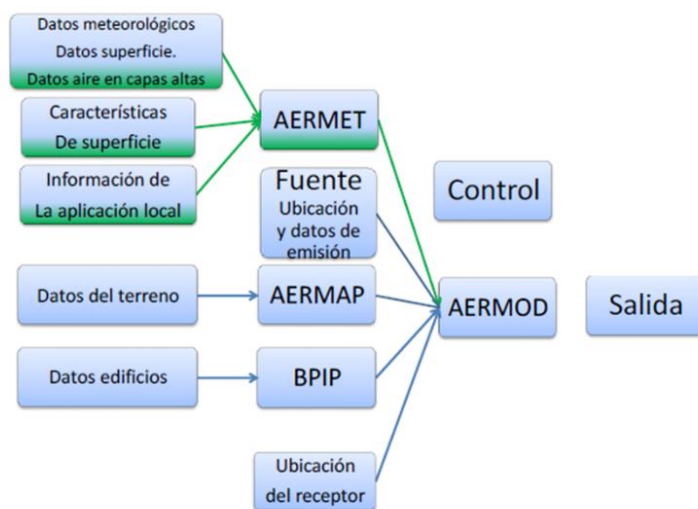 Datos meteorológicos
Datos superficie.
Datos aire en capas altas
Características
De superficie
Información de
La aplicación local
AERMET
Fuente
Ubicación
y datos de
emisión
Control
Datos del terreno
AERMAP
AERMOD
Salida
Datos edificios
BPIP
Ubicación
del receptor